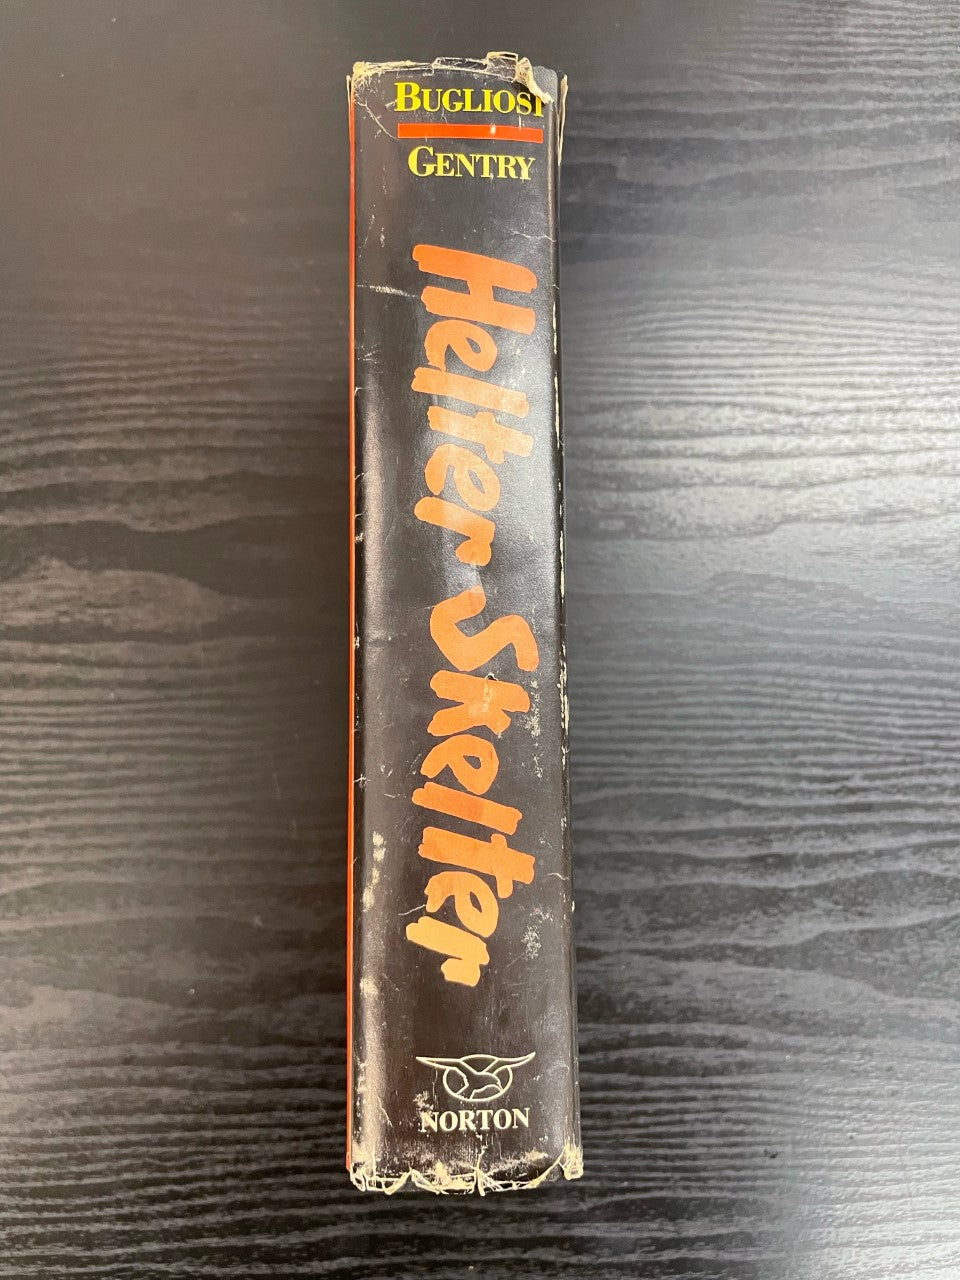 BUGLIOSI
GENTRY
Helter Skelter
NORTON